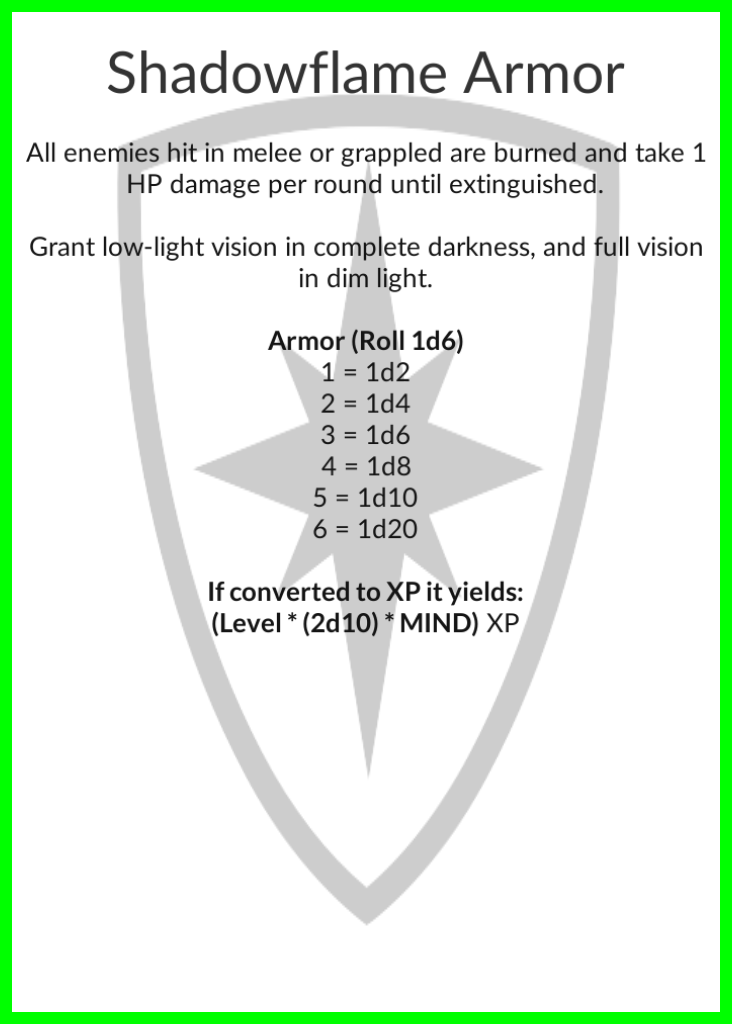 Shadowflame Armor
All enemies hit in melee or grappled are burned and take 1
HP damage per round until extinguished.
Grant low-light vision in complete darkness, and full vision
in dim light.
Armor (Roll 1d6)
1 = 1d2
2 = 1d4
3 = 1d6
4 = 1d8
5 = 1d10
6 = 1d20
If converted to XP it yields:
(Level * (2d10) * MIND) XP